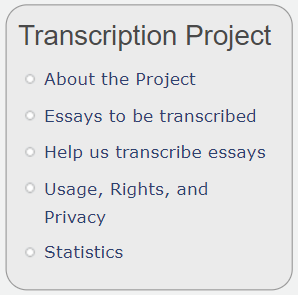 Transcription Project
About the Project
Essays to be transcribed
Help us transcribe essays
Usage, Rights, and
Privacy
Statistics